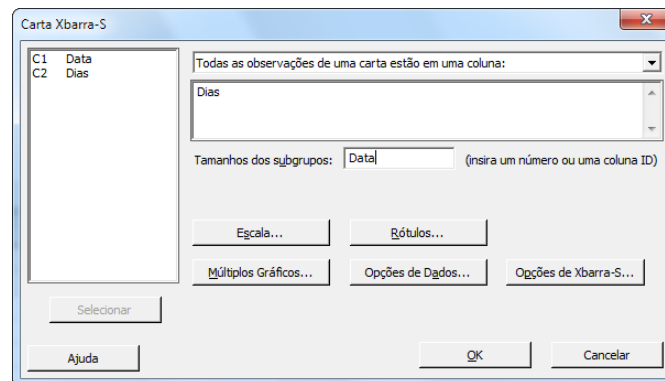 Carta Xbarra-S
C1 Data
C2 Dias
Todas as observações de uma carta estão em uma coluna:
Dias
Tamanhos dos subgrupos: Data (insira um número ou uma coluna ID)
Escala... Rótulos...
Múltiplos Gráficos... Opções de Dados... Opções de Xbarra-S...
Selecionar
Ajuda OK Cancelar